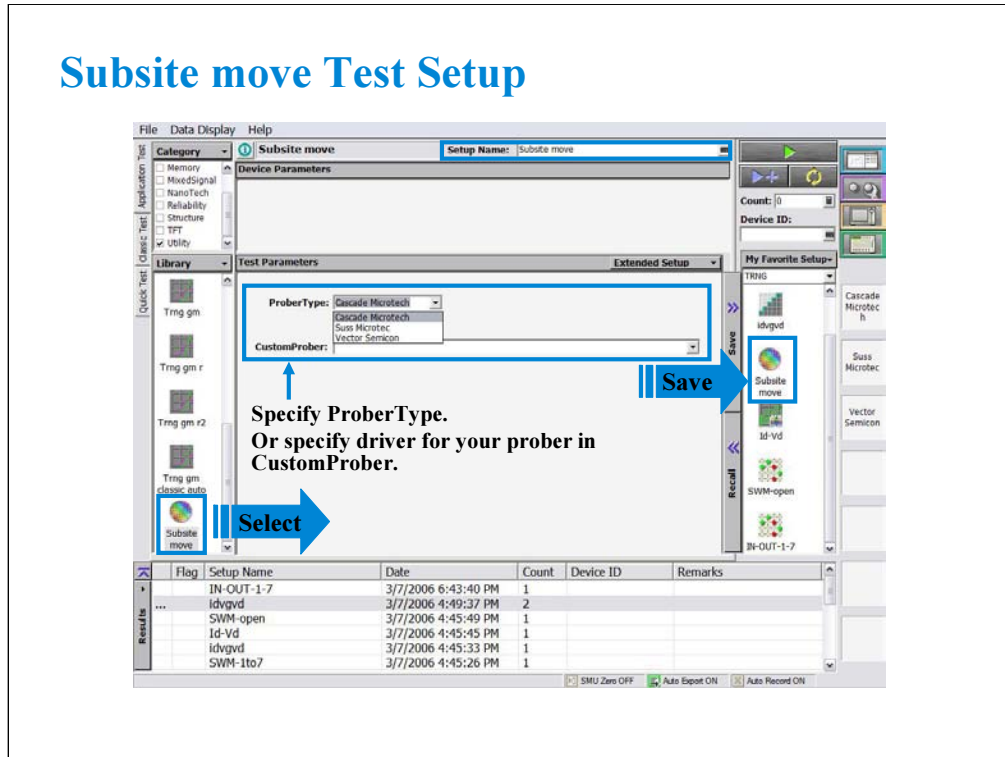 Subsite move Test Setup
File Data Display Help
Application Test
Classic Test
Quick Test
Category
Memory
MixedSignal
NanoTech
Reliability
Structure
TFT
Utility
Subsite move
Setup Name: Subsite move
Device Parameters
Count: 0
Device ID:
Library
Trng gm
Trng gm r
Trng gm r2
Trng gm
classic auto
Subsite
move
Select
Test Parameters
Extended Setup
ProberType: Cascade Microtech
Cascade Microtech
Suss Microtec
Vector Semicon
CustomProber:
Specify ProberType.
Or specify driver for your prober in
CustomProber.
Save
Save
Recall
My Favorite Setup
TRNG
idvgvd
Subsite
move
Id-Vd
SWM-open
IN-OUT-1-7
Cascade
Microtec
h
Suss
Microtec
Vector
Semicon
Results
Flag Setup Name Date Count Device ID Remarks
IN-OUT-1-7 3/7/2006 6:43:40 PM 1
... idvgvd 3/7/2006 4:49:37 PM 2
SWM-open 3/7/2006 4:45:49 PM 1
Id-Vd 3/7/2006 4:45:45 PM 1
idvgvd 3/7/2006 4:45:33 PM 1
SWM-1to7 3/7/2006 4:45:26 PM 1
SMU Zero OFF Auto Export ON Auto Record ON